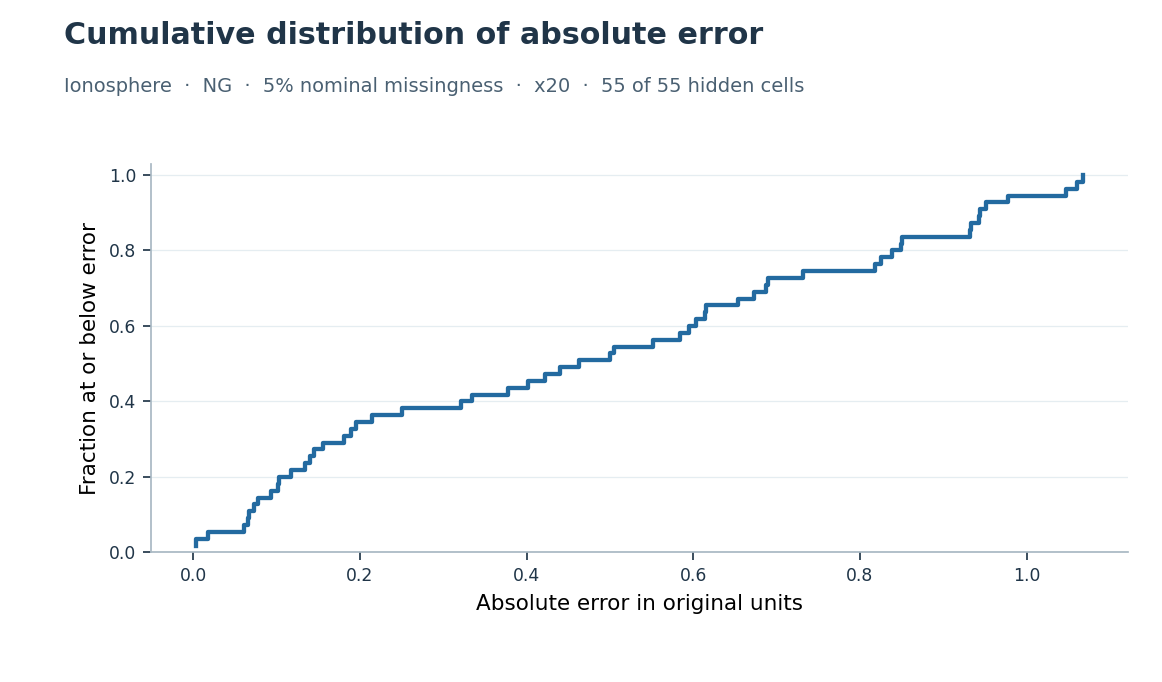 Cumulative distribution of absolute error
Ionosphere · NG · 5% nominal missingness · x20 · 55 of 55 hidden cells
1.0
0.8
0.6
0.4
0.2
0.0
Fraction at or below error
0.0 0.2 0.4 0.6 0.8 1.0
Absolute error in original units